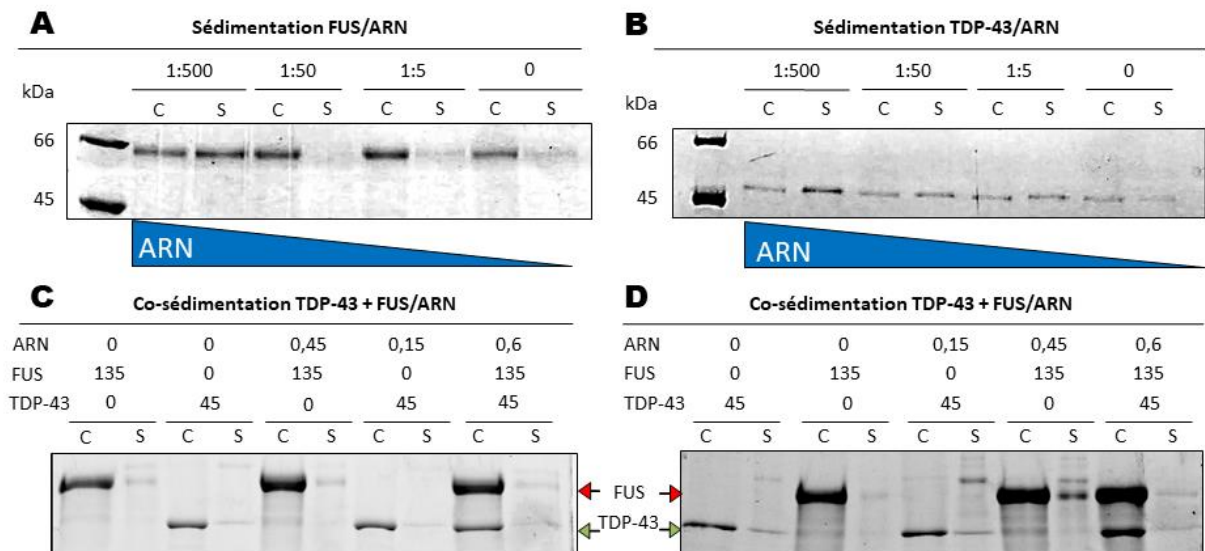 A
Sédimentation FUS/ARN
1:500 1:50 1:5 0
kDa
C S C S C S C S
66
45
ARN
B
Sédimentation TDP-43/ARN
1:500 1:50 1:5 0
kDa
C S C S C S C S
66
45
ARN
C
Co-sédimentation TDP-43 + FUS/ARN
ARN 0 0 0,45 0,15 0,6
FUS 135 0 135 0 135
TDP-43 0 45 0 45 45
C S C S C S C S C S
FUS
TDP-43
D
Co-sédimentation TDP-43 + FUS/ARN
ARN 0 0 0,15 0,45 0,6
FUS 0 135 0 135 135
TDP-43 45 0 45 0 45
C S C S C S C S C S